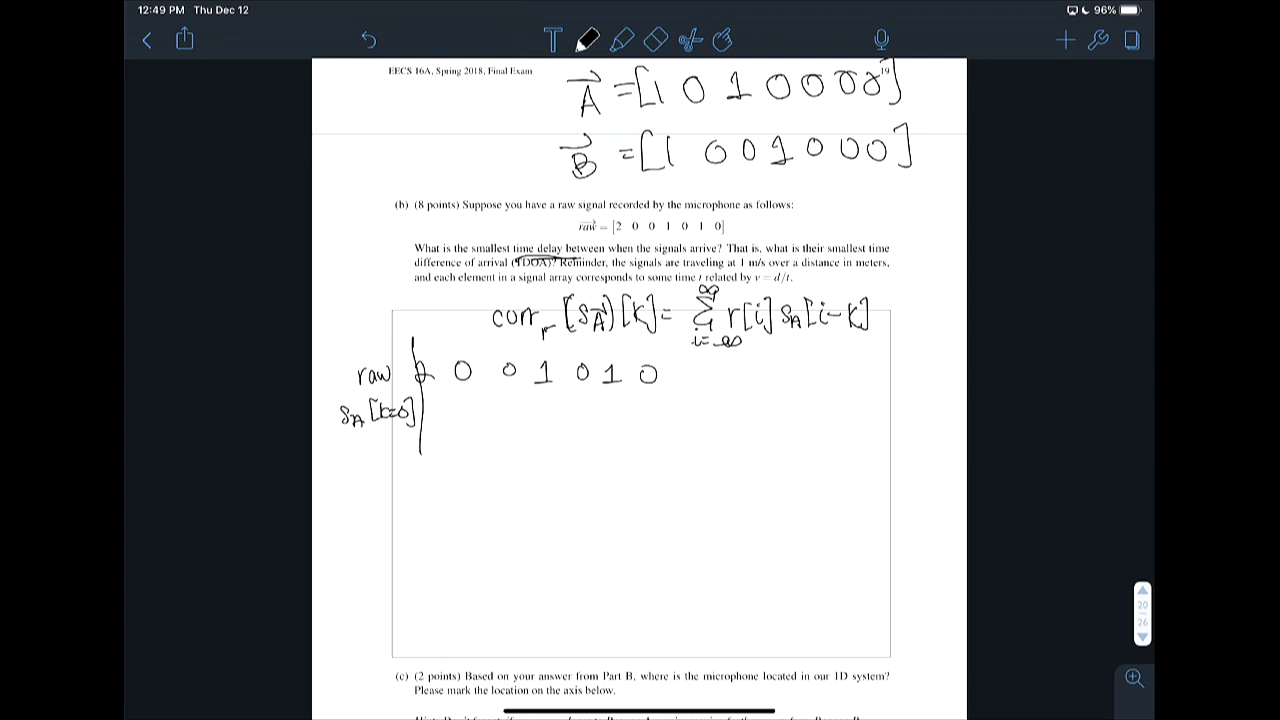 12:49 PM Thu Dec 12
96%
EECS 16A, Spring 2018, Final Exam
19
A = [1 0 1 0 0 0 0]
B = [1 0 0 1 0 0 0]
(b) (8 points) Suppose you have a raw signal recorded by the microphone as follows:
raw = [2 0 0 1 0 1 0]
What is the smallest time delay between when the signals arrive? That is, what is their smallest time
difference of arrival (TDOA)? Reminder, the signals are traveling at 1 m/s over a distance in meters,
and each element in a signal array corresponds to some time t related by v = d/t.
corr_r (S_A)[k] = ∑_{i=-∞}^{∞} r[i] S_A[i-k]
raw 2 0 0 1 0 1 0
S_A [k=0]
20
26
(c) (2 points) Based on your answer from Part B, where is the microphone located in our 1D system?
Please mark the location on the axis below.